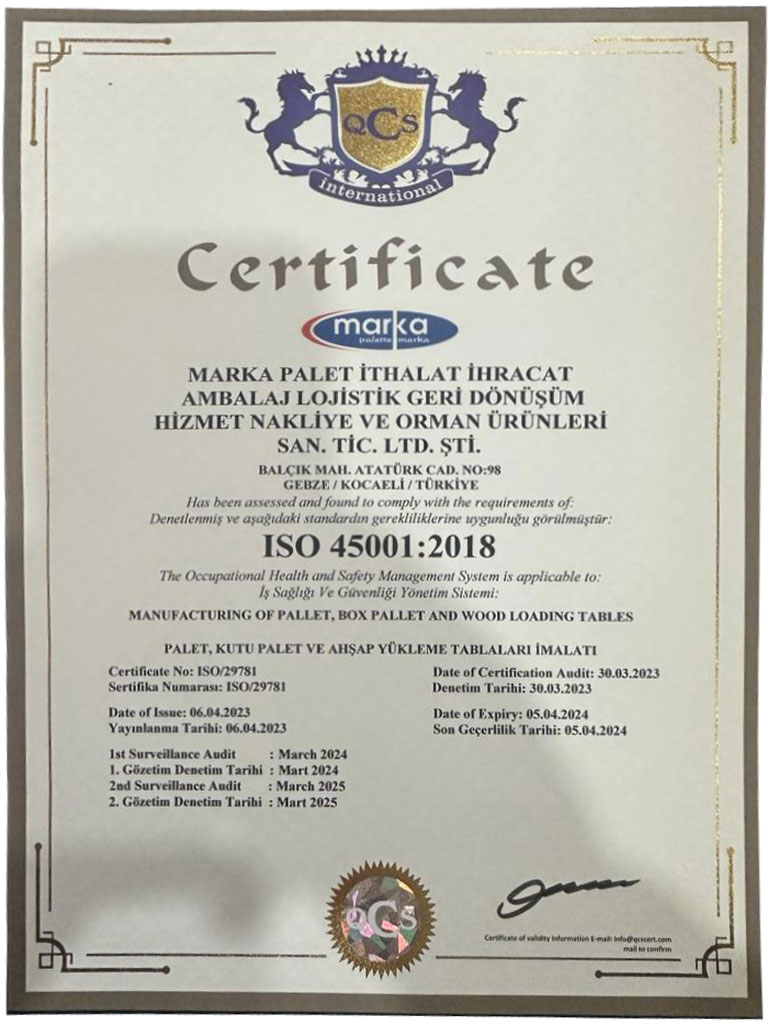 QCS
international
Certificate
marka
palette marka
MARKA PALET İTHALAT İHRACAT
AMBALAJ LOJİSTİK GERİ DÖNÜŞÜM
HİZMET NAKLİYE VE ORMAN ÜRÜNLERİ
SAN. TİC. LTD. ŞTİ.
BALÇIK MAH. ATATÜRK CAD. NO:98
GEBZE / KOCAELİ / TÜRKİYE
Has been assessed and found to comply with the requirements of:
Denetlenmiş ve aşağıdaki standardın gerekliliklerine uygunluğu görülmüştür:
ISO 45001:2018
The Occupational Health and Safety Management System is applicable to:
İş Sağlığı Ve Güvenliği Yönetim Sistemi:
MANUFACTURING OF PALLET, BOX PALLET AND WOOD LOADING TABLES
PALET, KUTU PALET VE AHŞAP YÜKLEME TABLALARI İMALATI
Certificate No: ISO/29781
Sertifika Numarası: ISO/29781
Date of Certification Audit: 30.03.2023
Denetim Tarihi: 30.03.2023
Date of Issue: 06.04.2023
Yayınlanma Tarihi: 06.04.2023
Date of Expiry: 05.04.2024
Son Geçerlilik Tarihi: 05.04.2024
1st Surveillance Audit : March 2024
1. Gözetim Denetim Tarihi : Mart 2024
2nd Surveillance Audit : March 2025
2. Gözetim Denetim Tarihi : Mart 2025
QCS
Certificate of validity information E-mail: info@qcscert.com
mail to confirm